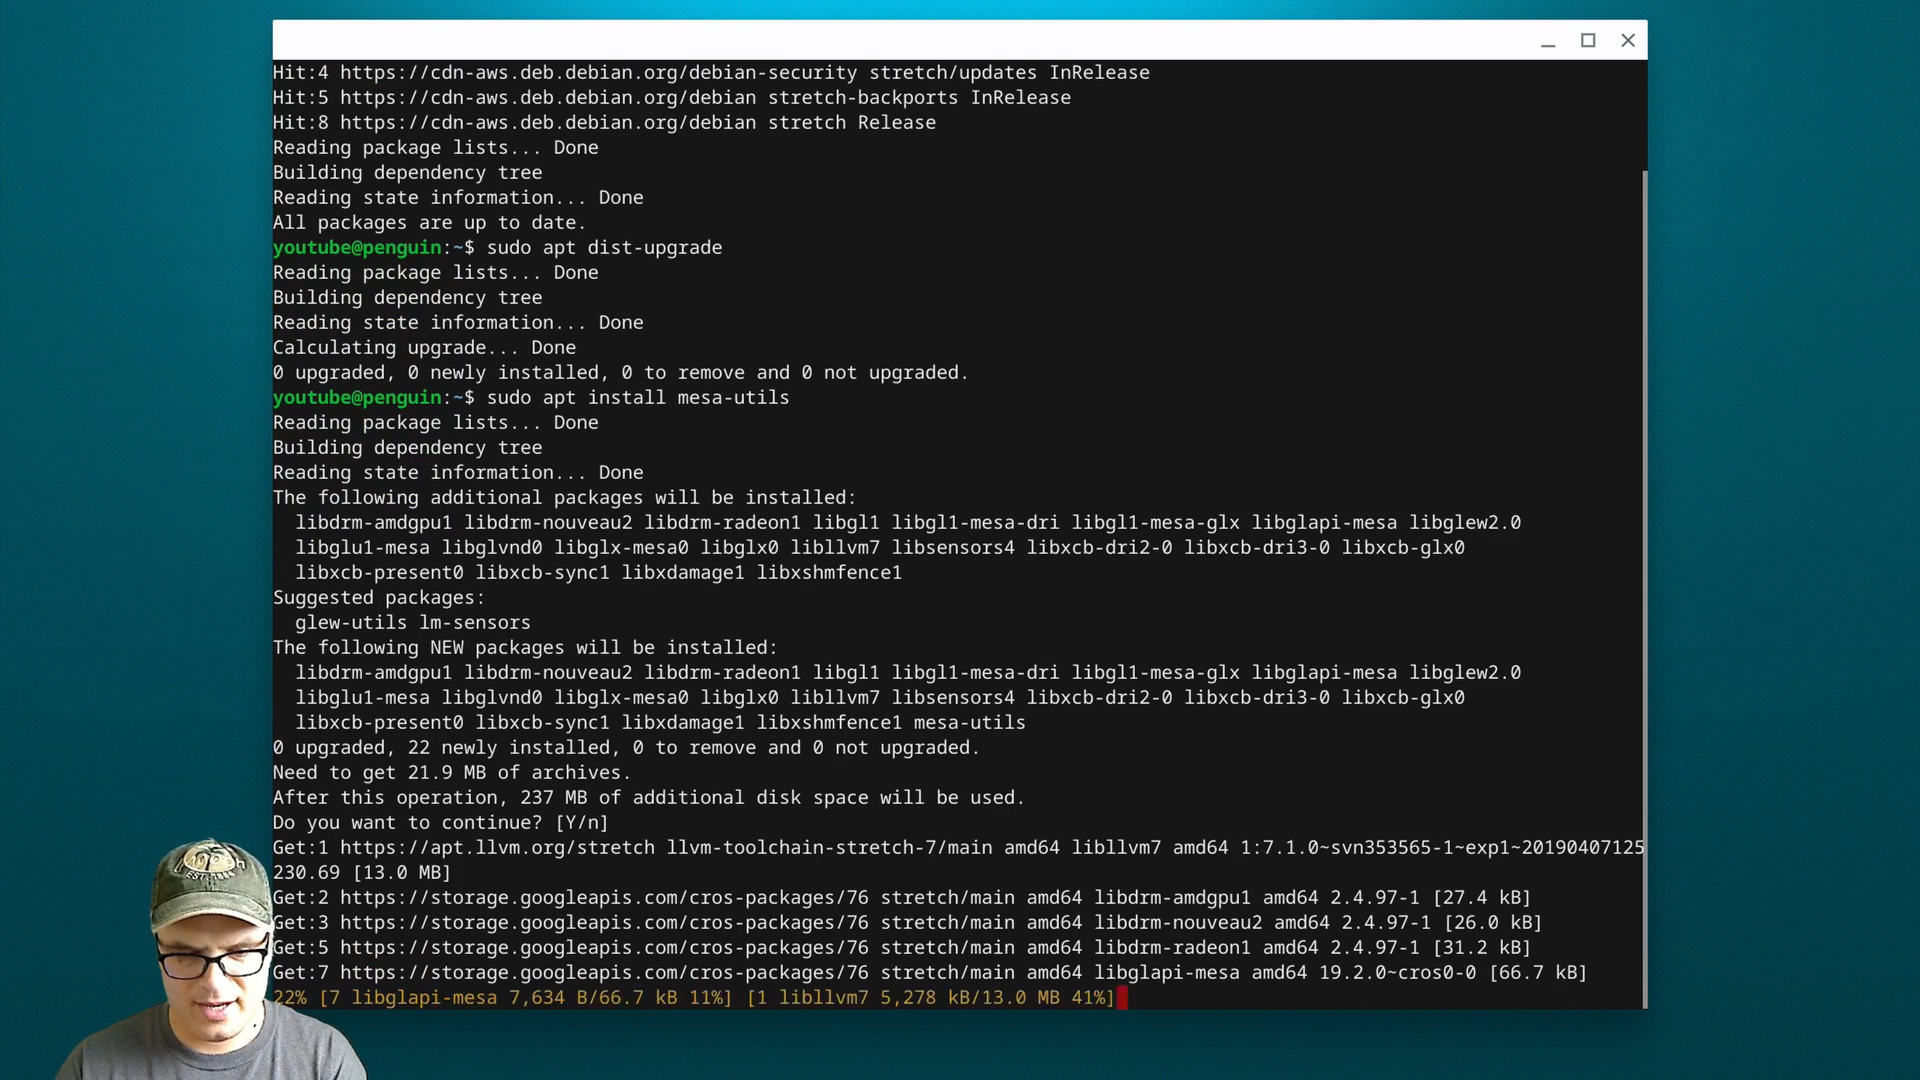 Hit:4 https://cdn-aws.deb.debian.org/debian-security stretch/updates InRelease
Hit:5 https://cdn-aws.deb.debian.org/debian stretch-backports InRelease
Hit:8 https://cdn-aws.deb.debian.org/debian stretch Release
Reading package lists... Done
Building dependency tree
Reading state information... Done
All packages are up to date.
youtube@penguin:~$ sudo apt dist-upgrade
Reading package lists... Done
Building dependency tree
Reading state information... Done
Calculating upgrade... Done
0 upgraded, 0 newly installed, 0 to remove and 0 not upgraded.
youtube@penguin:~$ sudo apt install mesa-utils
Reading package lists... Done
Building dependency tree
Reading state information... Done
The following additional packages will be installed:
libdrm-amdgpu1 libdrm-nouveau2 libdrm-radeon1 libgl1 libgl1-mesa-dri libgl1-mesa-glx libglapi-mesa libglew2.0
libglu1-mesa libglvnd0 libglx-mesa0 libglx0 libllvm7 libsensors4 libxcb-dri2-0 libxcb-dri3-0 libxcb-glx0
libxcb-present0 libxcb-sync1 libxdamage1 libxshmfence1
Suggested packages:
glew-utils lm-sensors
The following NEW packages will be installed:
libdrm-amdgpu1 libdrm-nouveau2 libdrm-radeon1 libgl1 libgl1-mesa-dri libgl1-mesa-glx libglapi-mesa libglew2.0
libglu1-mesa libglvnd0 libglx-mesa0 libglx0 libllvm7 libsensors4 libxcb-dri2-0 libxcb-dri3-0 libxcb-glx0
libxcb-present0 libxcb-sync1 libxdamage1 libxshmfence1 mesa-utils
0 upgraded, 22 newly installed, 0 to remove and 0 not upgraded.
Need to get 21.9 MB of archives.
After this operation, 237 MB of additional disk space will be used.
Do you want to continue? [Y/n]
Get:1 https://apt.llvm.org/stretch llvm-toolchain-stretch-7/main amd64 libllvm7 amd64 1:7.1.0~svn353565-1~exp1~20190407125
230.69 [13.0 MB]
Get:2 https://storage.googleapis.com/cros-packages/76 stretch/main amd64 libdrm-amdgpu1 amd64 2.4.97-1 [27.4 kB]
Get:3 https://storage.googleapis.com/cros-packages/76 stretch/main amd64 libdrm-nouveau2 amd64 2.4.97-1 [26.0 kB]
Get:5 https://storage.googleapis.com/cros-packages/76 stretch/main amd64 libdrm-radeon1 amd64 2.4.97-1 [31.2 kB]
Get:7 https://storage.googleapis.com/cros-packages/76 stretch/main amd64 libglapi-mesa amd64 19.2.0~cros0-0 [66.7 kB]
22% [7 libglapi-mesa 7,634 B/66.7 kB 11%] [1 libllvm7 5,278 kB/13.0 MB 41%]